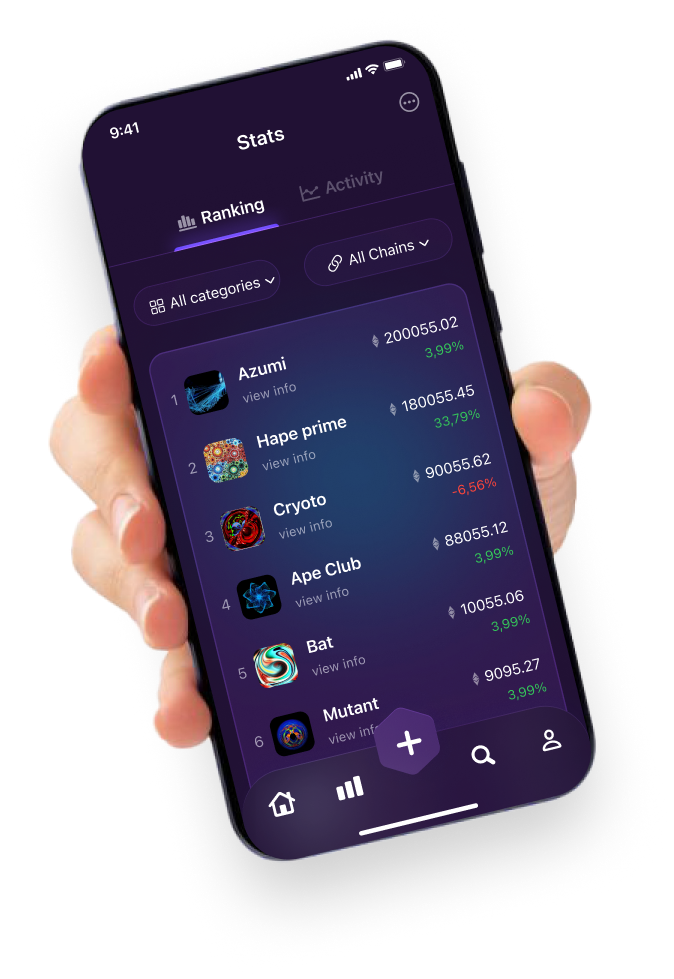 9:41
Stats
Ranking
Activity
All categories
All Chains
1
Azumi
view info
200055.02
3,99%
2
Hape prime
view info
180055.45
33,79%
3
Cryoto
view info
90055.62
-6,56%
4
Ape Club
view info
88055.12
3,99%
5
Bat
view info
10055.06
3,99%
6
Mutant
view info
9095.27
3,99%